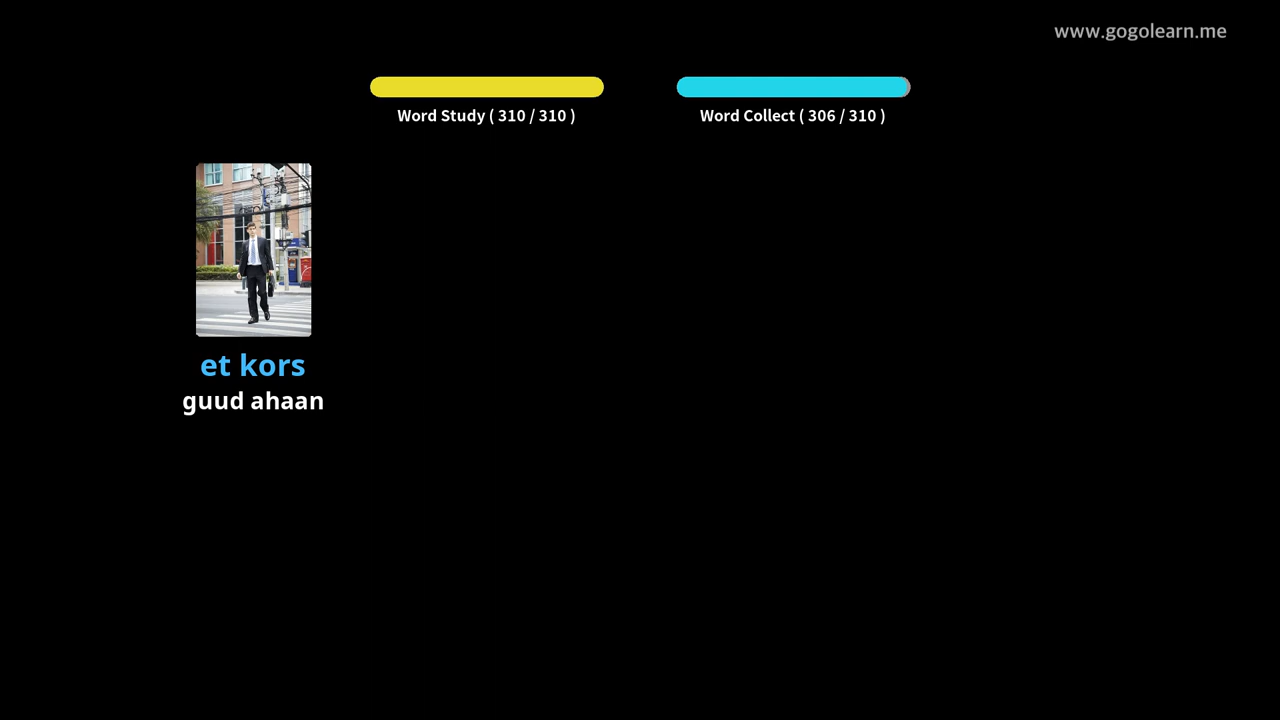 www.gogolearn.me
Word Study ( 310 / 310 )
Word Collect ( 306 / 310 )
et kors
guud ahaan